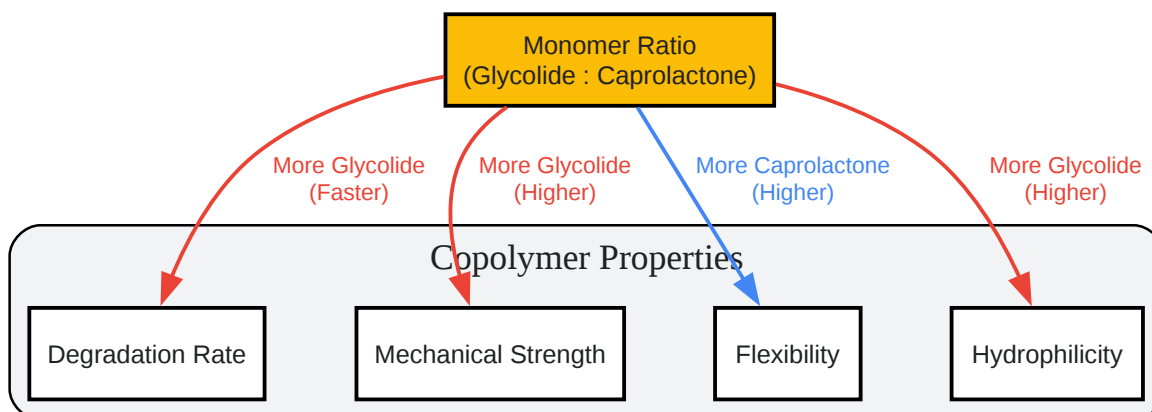 Monomer Ratio
(Glycolide : Caprolactone)
More Glycolide
(Faster)
More Glycolide
(Higher)
More Caprolactone
(Higher)
More Glycolide
(Higher)
Copolymer Properties
Degradation Rate
Mechanical Strength
Flexibility
Hydrophilicity